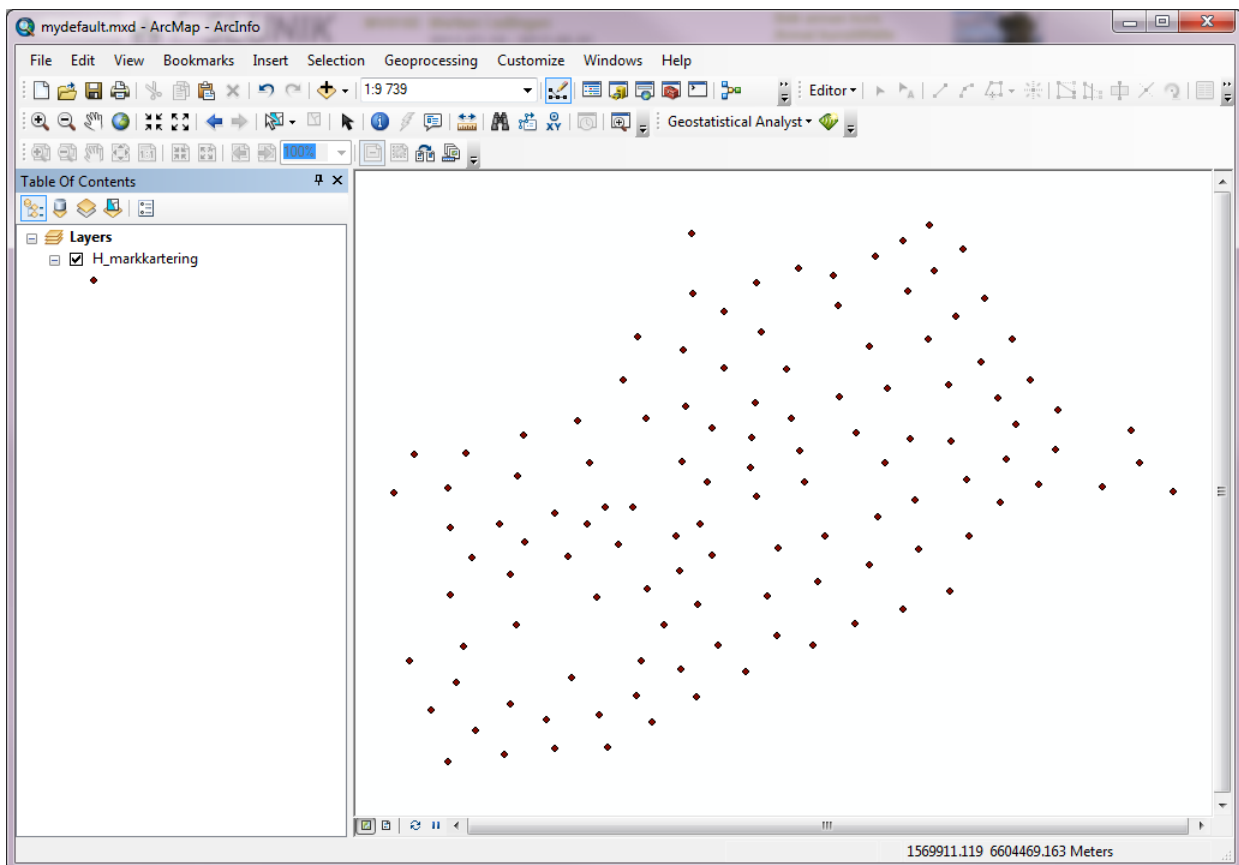 mydefault.mxd - ArcMap - ArcInfo
File Edit View Bookmarks Insert Selection Geoprocessing Customize Windows Help
1:9 739 Editor
Geostatistical Analyst
100%
Table Of Contents
Layers
H_markkartering
1569911.119 6604469.163 Meters